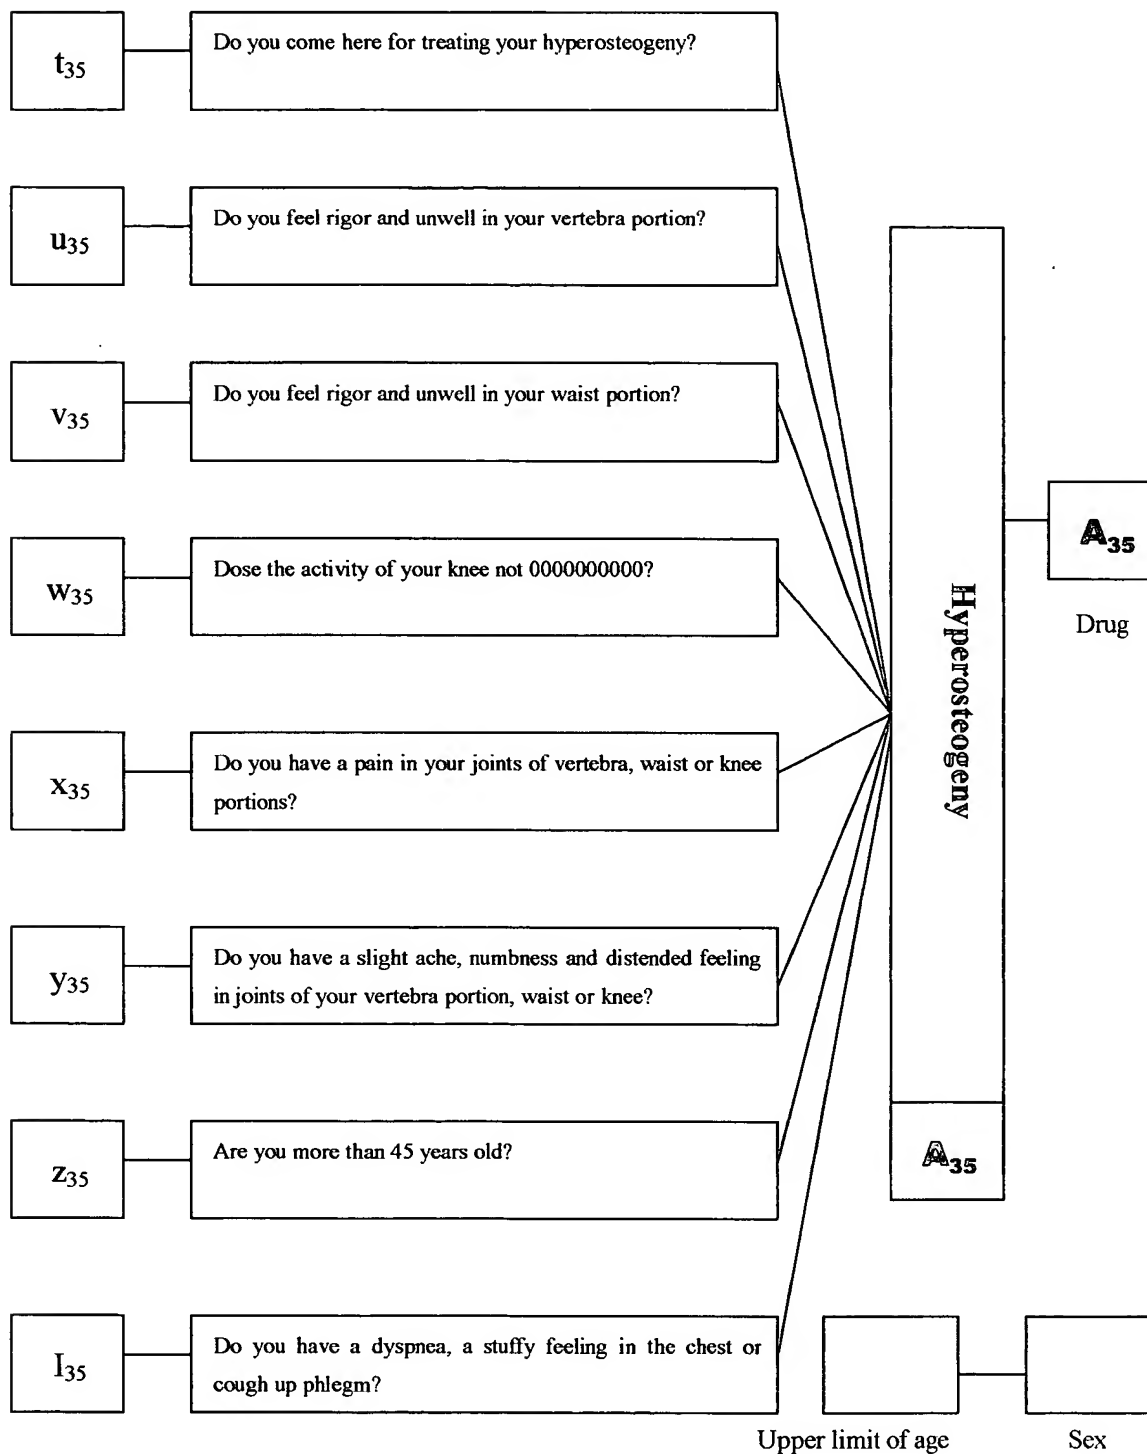 t35
Do you come here for treating your hyperosteogeny?
u35
Do you feel rigor and unwell in your vertebra portion?
v35
Do you feel rigor and unwell in your waist portion?
w35
Dose the activity of your knee not 0000000000?
x35
Do you have a pain in your joints of vertebra, waist or knee
portions?
y35
Do you have a slight ache, numbness and distended feeling
in joints of your vertebra portion, waist or knee?
z35
Are you more than 45 years old?
I35
Do you have a dyspnea, a stuffy feeling in the chest or
cough up phlegm?
Hyperosteogeny
A35
A35
Drug
Upper limit of age
Sex